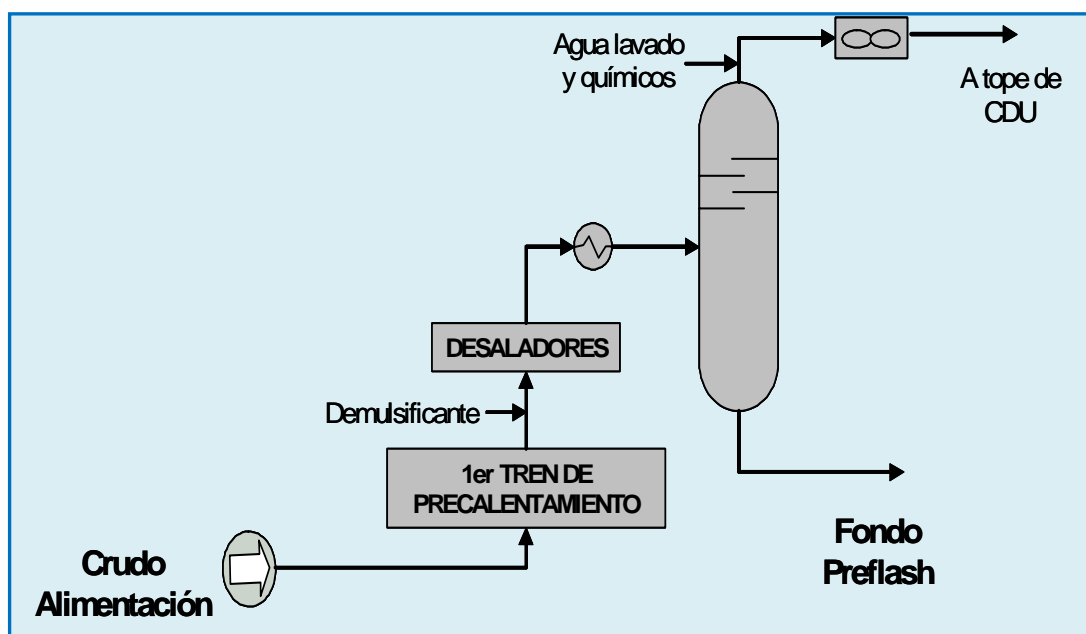 Agua lavado
y químicos
A tope de
CDU
DESALADORES
Demulsificante
1er TREN DE
PRECALENTAMIENTO
Crudo
Alimentación
Fondo
Preflash